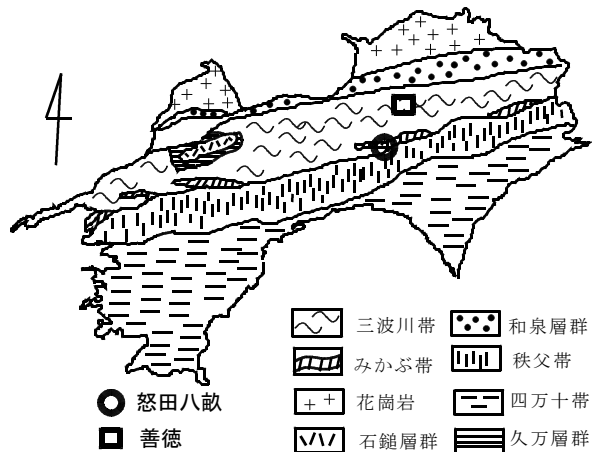 三波川帯
和泉層群
みかぶ帯
秩父帯
花崗岩
四万十帯
石鎚層群
久万層群
怒田八畝
善徳